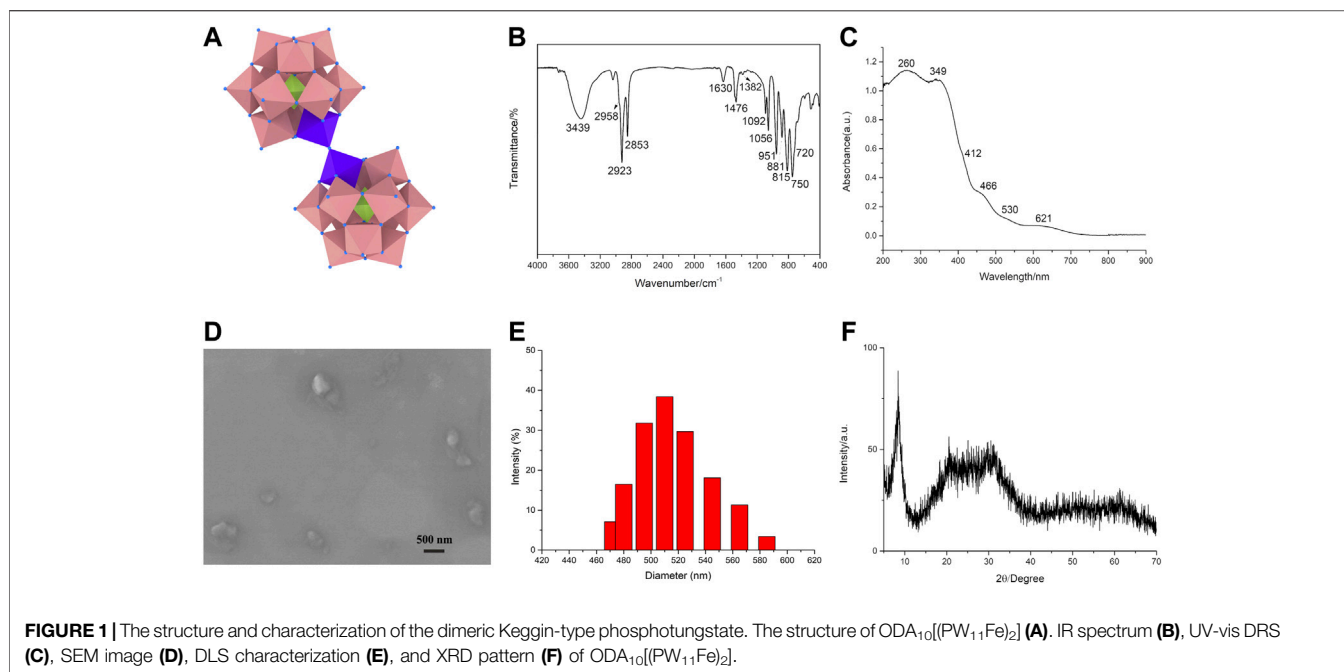 A
B
C
Transmittance/%
3439
2958
2923
2853
1630
1476
1382
1092
1056
951
881
815
750
720
4000 3600 3200 2800 2400 2000 1600 1200 800 400
Wavenumber/cm⁻¹
Absorbance(a.u.)
1.2
1.0
0.8
0.6
0.4
0.2
0.0
260
349
412
466
530
621
200 300 400 500 600 700 800 900
Wavelength/nm
D
500 nm
E
Intensity (%)
50
40
30
20
10
0
420 440 460 480 500 520 540 560 580 600 620
Diameter (nm)
F
Intensity/a.u.
100
50
0
10 20 30 40 50 60 70
2θ/Degree
FIGURE 1 | The structure and characterization of the dimeric Keggin-type phosphotungstate. The structure of ODA₁₀[(PW₁₁Fe)₂] (A). IR spectrum (B), UV-vis DRS
(C), SEM image (D), DLS characterization (E), and XRD pattern (F) of ODA₁₀[(PW₁₁Fe)₂].